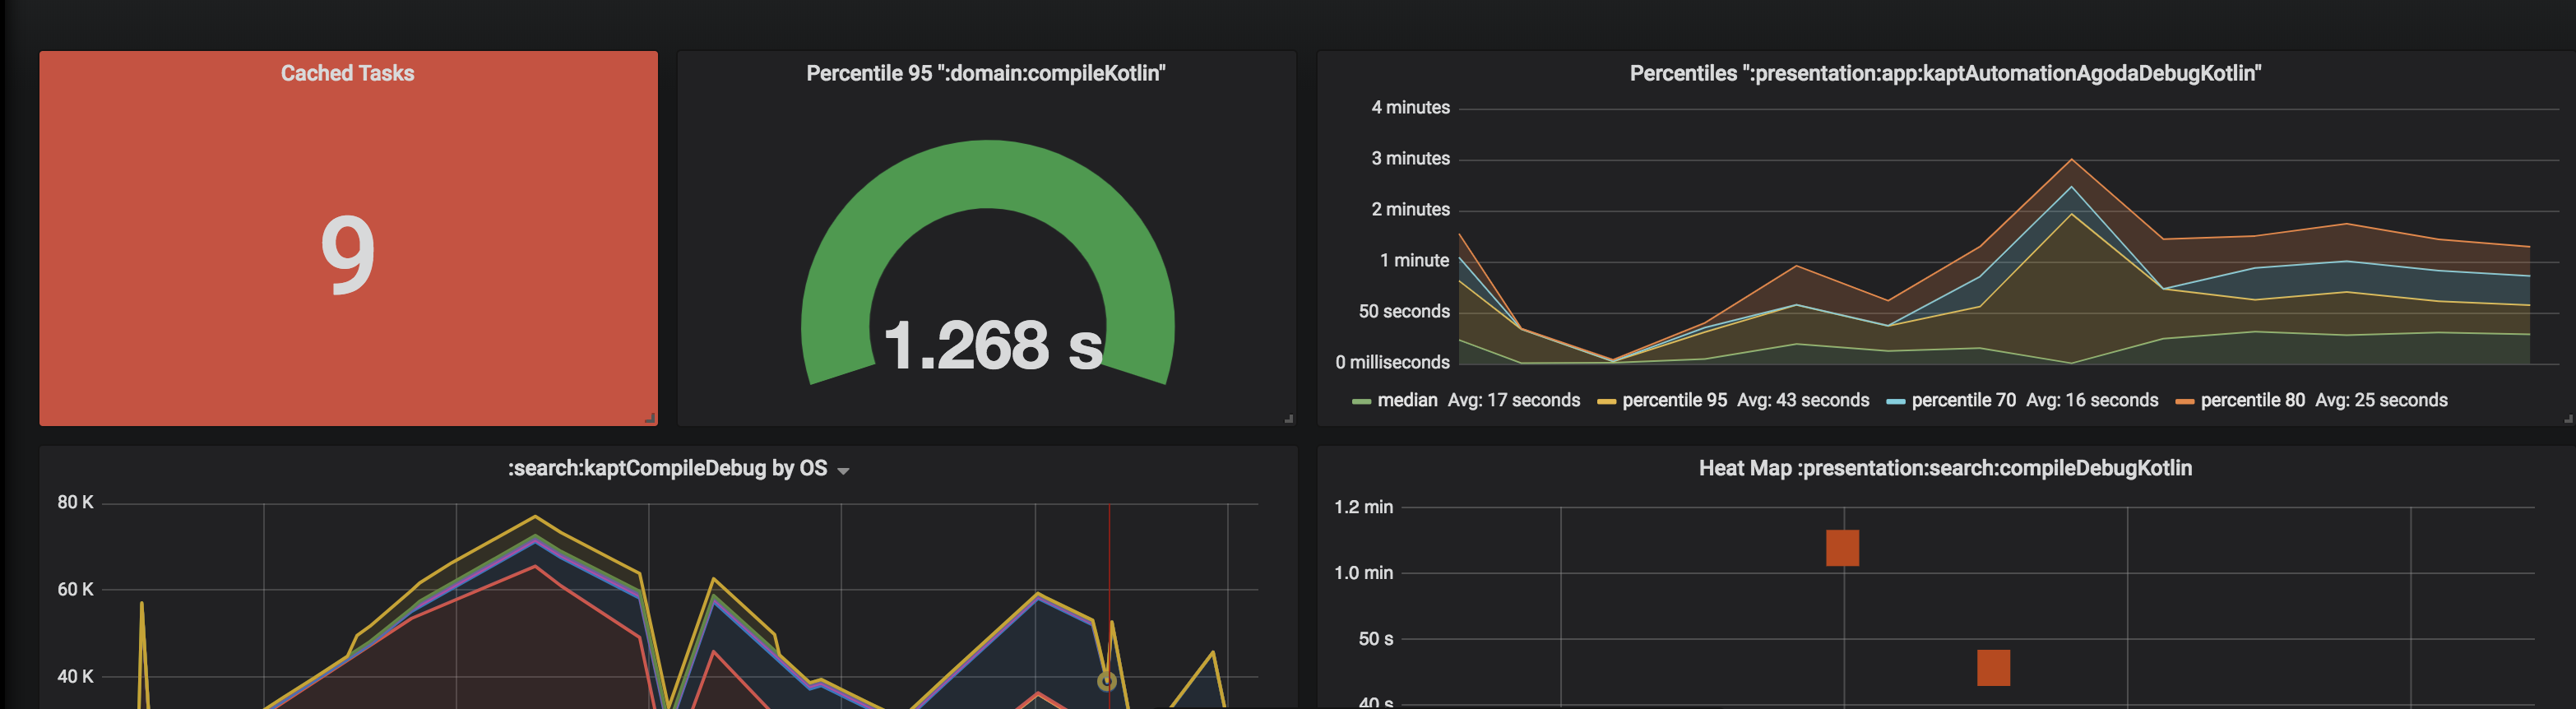 Cached Tasks
9
Percentile 95 ":domain:compileKotlin"
1.268 s
Percentiles ":presentation:app:kaptAutomationAgodaDebugKotlin"
4 minutes
3 minutes
2 minutes
1 minute
50 seconds
0 milliseconds
median Avg: 17 seconds percentile 95 Avg: 43 seconds percentile 70 Avg: 16 seconds percentile 80 Avg: 25 seconds
:search:kaptCompileDebug by OS
80 K
60 K
40 K
Heat Map :presentation:search:compileDebugKotlin
1.2 min
1.0 min
50 s
40 s